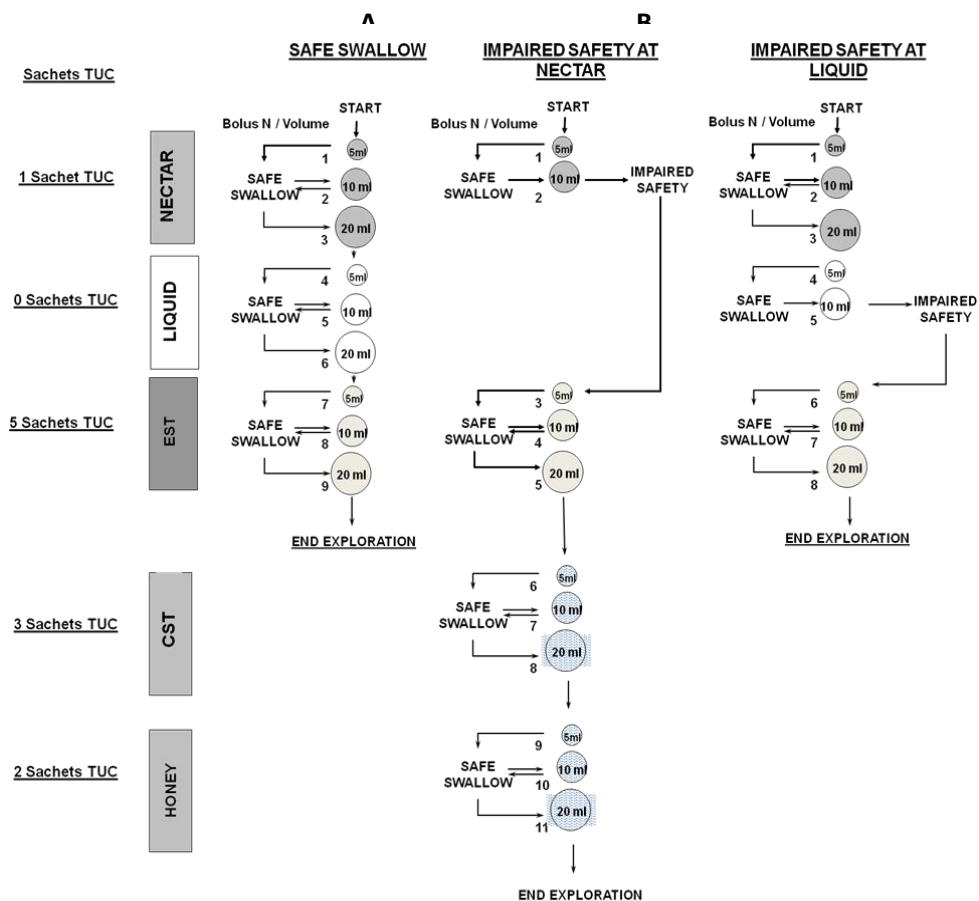 A
B
SAFE SWALLOW
IMPAIRED SAFETY AT
NECTAR
IMPAIRED SAFETY AT
LIQUID
Sachets TUC
START
Bolus N / Volume
START
Bolus N / Volume
START
Bolus N / Volume
1 Sachet TUC
NECTAR
1
5ml
SAFE
SWALLOW
2
10 ml
3
20 ml
1
5ml
SAFE
SWALLOW
2
10 ml
IMPAIRED
SAFETY
1
5ml
SAFE
SWALLOW
2
10 ml
3
20 ml
0 Sachets TUC
LIQUID
4
5ml
SAFE
SWALLOW
5
10 ml
6
20 ml
4
5ml
SAFE
SWALLOW
5
10 ml
IMPAIRED
SAFETY
5 Sachets TUC
EST
7
5ml
SAFE
SWALLOW
8
10 ml
9
20 ml
END EXPLORATION
3
5ml
SAFE
SWALLOW
4
10 ml
5
20 ml
6
5ml
SAFE
SWALLOW
7
10 ml
8
20 ml
END EXPLORATION
3 Sachets TUC
CST
6
5ml
SAFE
SWALLOW
7
10 ml
8
20 ml
2 Sachets TUC
HONEY
9
5ml
SAFE
SWALLOW
10
10 ml
11
20 ml
END EXPLORATION